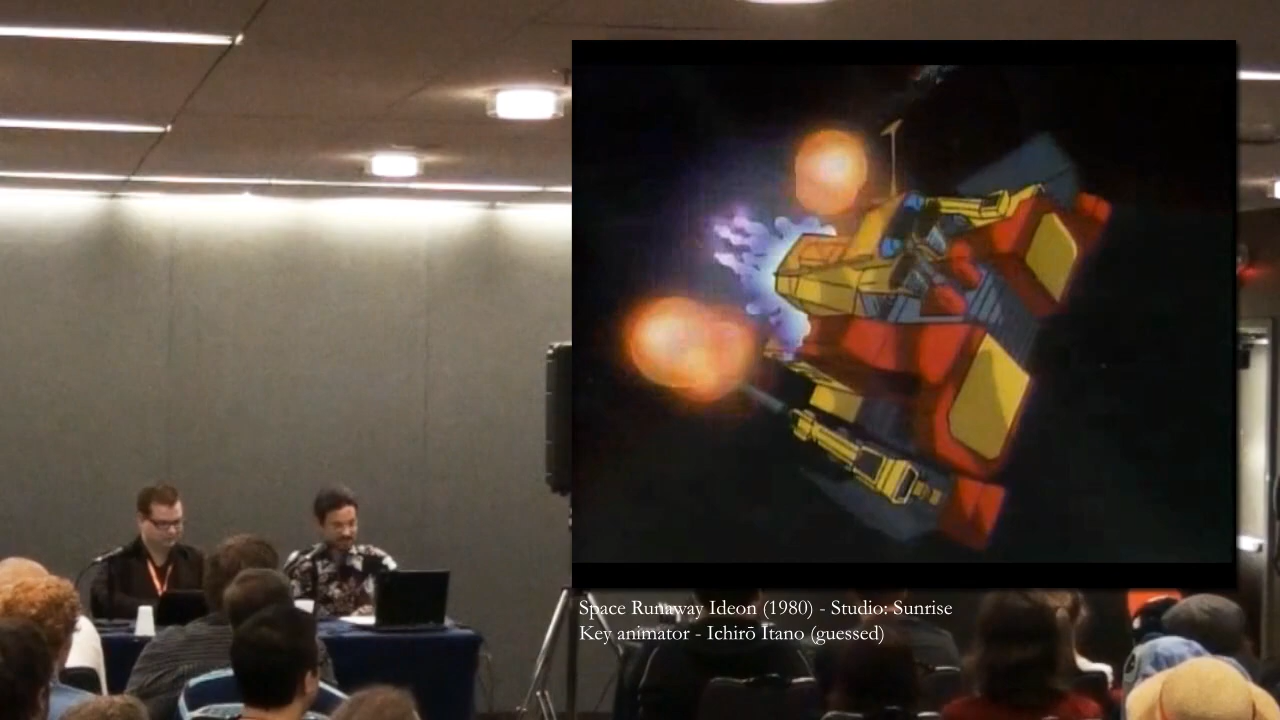 Space Runaway Ideon (1980) - Studio: Sunrise
Key animator - Ichirō Itano (guessed)